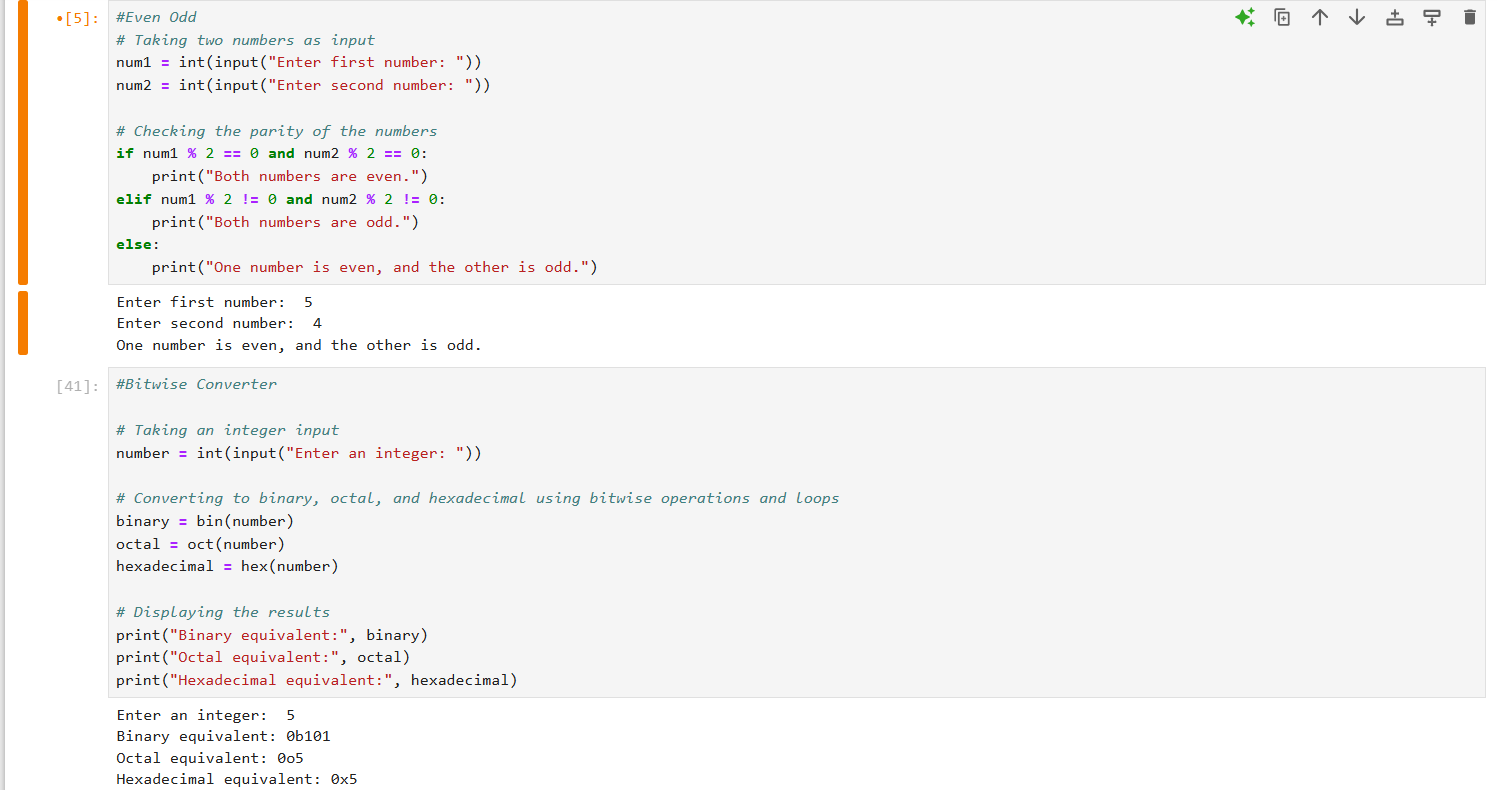 •[5]: #Even Odd
# Taking two numbers as input
num1 = int(input("Enter first number: "))
num2 = int(input("Enter second number: "))
# Checking the parity of the numbers
if num1 % 2 == 0 and num2 % 2 == 0:
    print("Both numbers are even.")
elif num1 % 2 != 0 and num2 % 2 != 0:
    print("Both numbers are odd.")
else:
    print("One number is even, and the other is odd.")
Enter first number:  5
Enter second number:  4
One number is even, and the other is odd.
[41]: #Bitwise Converter
# Taking an integer input
number = int(input("Enter an integer: "))
# Converting to binary, octal, and hexadecimal using bitwise operations and loops
binary = bin(number)
octal = oct(number)
hexadecimal = hex(number)
# Displaying the results
print("Binary equivalent:", binary)
print("Octal equivalent:", octal)
print("Hexadecimal equivalent:", hexadecimal)
Enter an integer:  5
Binary equivalent: 0b101
Octal equivalent: 0o5
Hexadecimal equivalent: 0x5